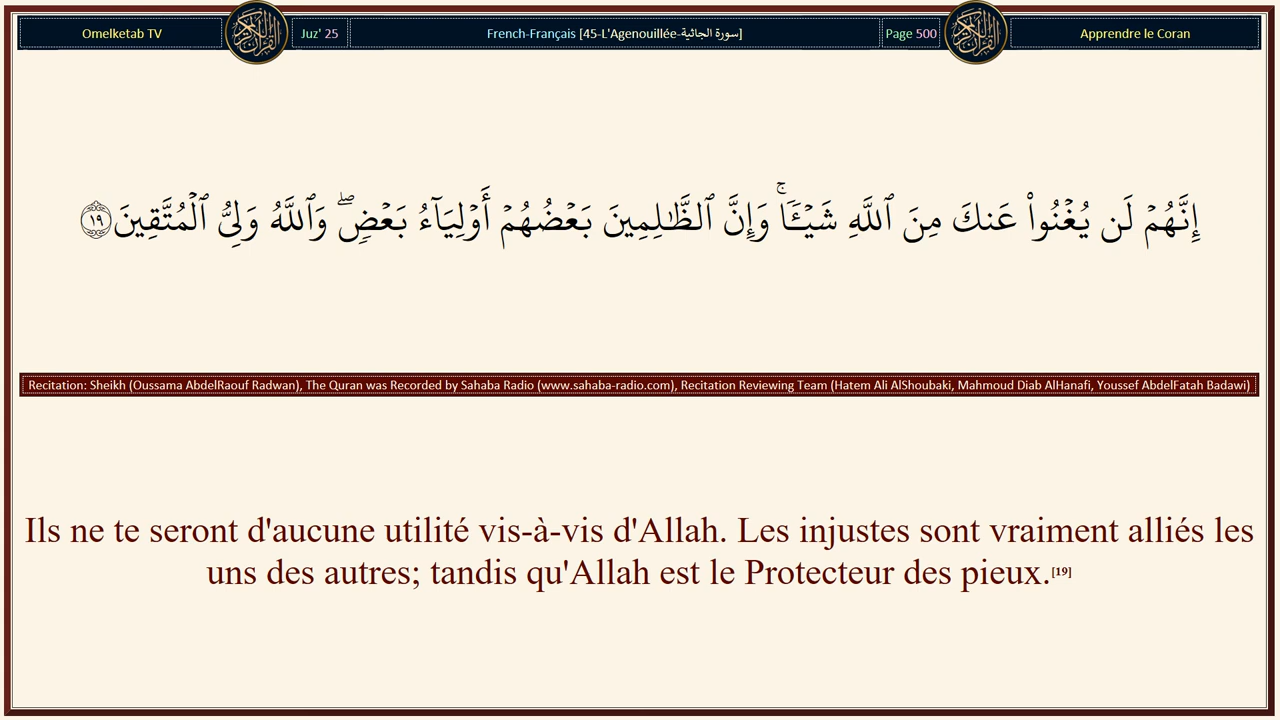 Omelketab TV
Juz' 25
French-Français [45-L'Agenouillée-سورة الجاثية]
Page 500
Apprendre le Coran
إِنَّهُمۡ لَن يُغۡنُواْ عَنكَ مِنَ ٱللَّهِ شَيۡـٔٗاۚ وَإِنَّ ٱلظَّـٰلِمِينَ بَعۡضُهُمۡ أَوۡلِيَآءُ بَعۡضٖۖ وَٱللَّهُ وَلِيُّ ٱلۡمُتَّقِينَ ١٩
Recitation: Sheikh (Oussama AbdelRaouf Radwan), The Quran was Recorded by Sahaba Radio (www.sahaba-radio.com), Recitation Reviewing Team (Hatem Ali AlShoubaki, Mahmoud Diab AlHanafi, Youssef AbdelFatah Badawi)
Ils ne te seront d'aucune utilité vis-à-vis d'Allah. Les injustes sont vraiment alliés les
uns des autres; tandis qu'Allah est le Protecteur des pieux.[19]